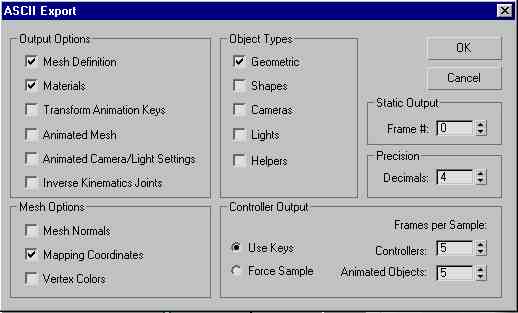 ASCII Export
Output Options
Mesh Definition
Materials
Transform Animation Keys
Animated Mesh
Animated Camera/Light Settings
Inverse Kinematics Joints
Object Types
Geometric
Shapes
Cameras
Lights
Helpers
OK
Cancel
Static Output
Frame #: 0
Precision
Decimals: 4
Mesh Options
Mesh Normals
Mapping Coordinates
Vertex Colors
Controller Output
Use Keys
Force Sample
Frames per Sample:
Controllers: 5
Animated Objects: 5